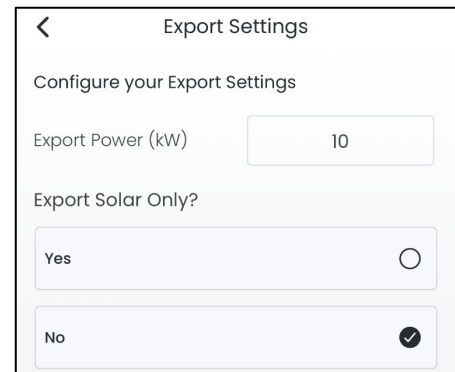 Export Settings
Configure your Export Settings
Export Power (kW) 10
Export Solar Only?
Yes
No